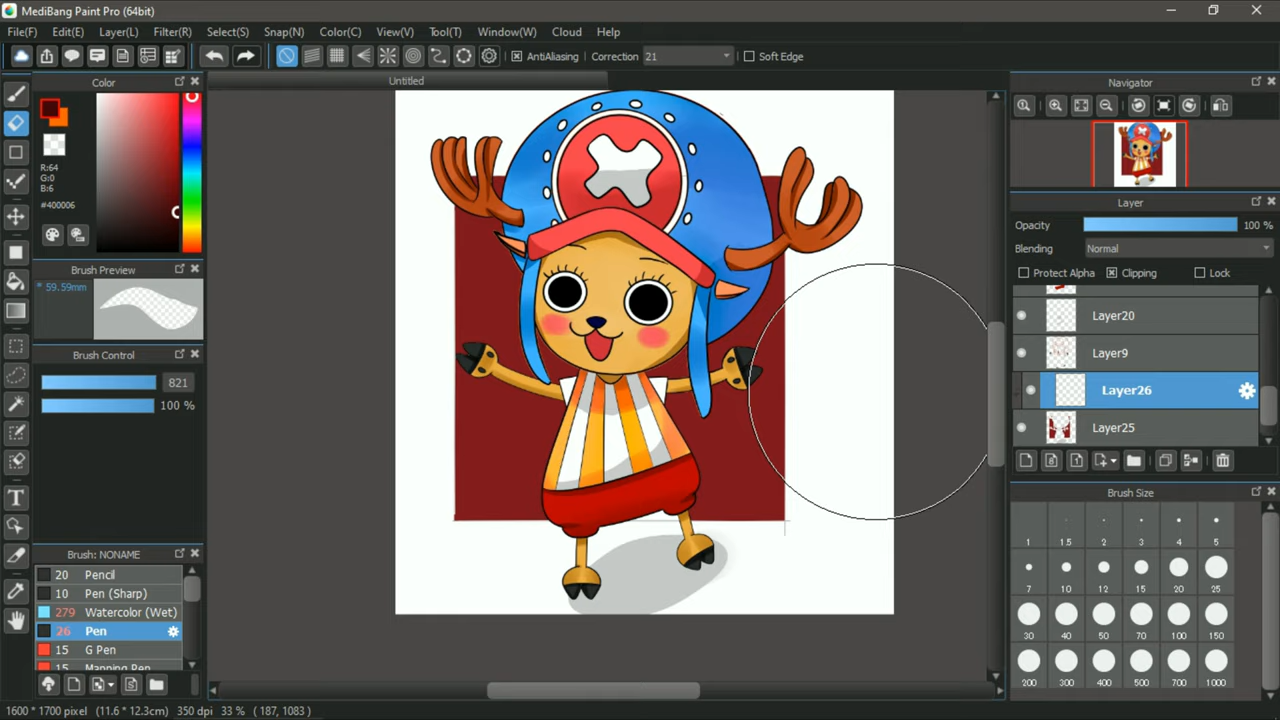 MediBang Paint Pro (64bit)
File(F) Edit(E) Layer(L) Filter(R) Select(S) Snap(N) Color(C) View(V) Tool(T) Window(W) Cloud Help
AntiAliasing Correction 21 Soft Edge
Color
Untitled
Navigator
R:64
G:0
B:6
#400006
Layer
Opacity 100 %
Blending Normal
Protect Alpha Clipping Lock
Brush Preview
* 59.59mm
Layer20
Layer9
Layer26
Layer25
Brush Control
821
100 %
T
Brush Size
1 1.5 2 3 4 5
7 10 12 15 20 25
30 40 50 70 100 150
200 300 400 500 700 1000
Brush: NONAME
20 Pencil
10 Pen (Sharp)
279 Watercolor (Wet)
26 Pen
15 G Pen
15 Mapping Pen
1600 * 1700 pixel (11.6 * 12.3cm) 350 dpi 33 % ( 187, 1083 )